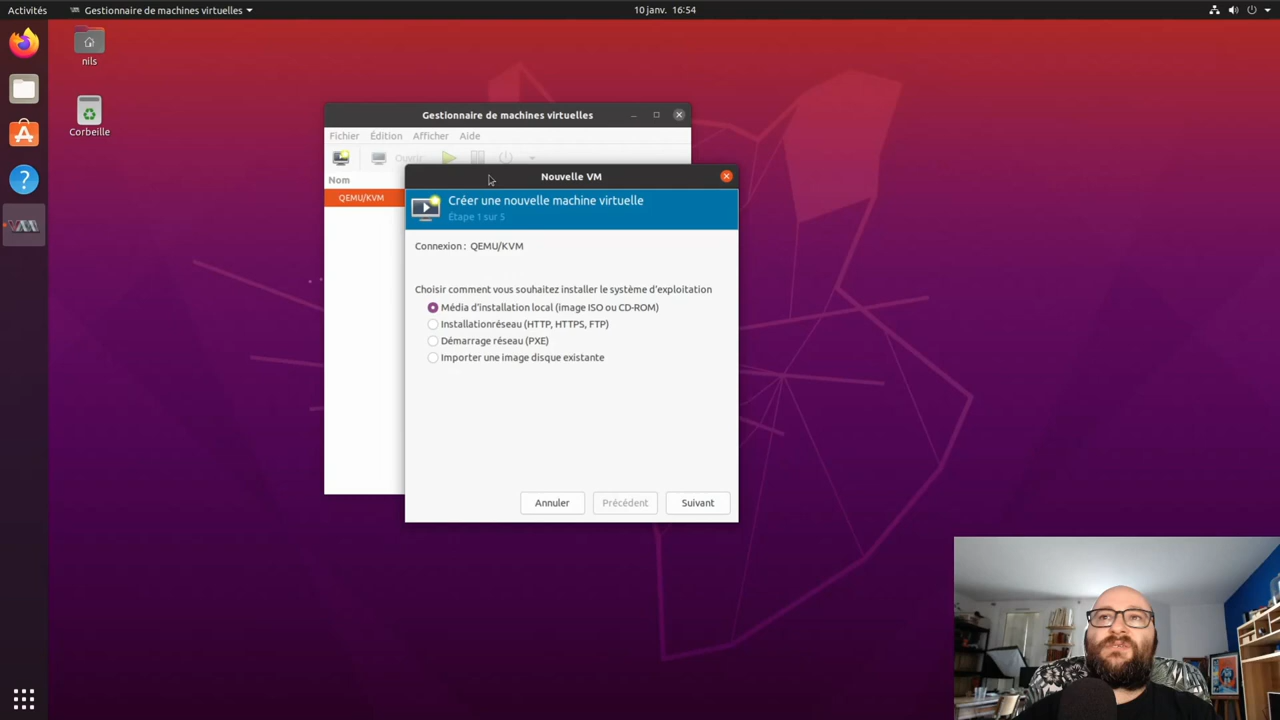 Activités
Gestionnaire de machines virtuelles
10 janv. 16:54
nils
Corbeille
Gestionnaire de machines virtuelles
Fichier Édition Afficher Aide
Ouvrir
Nom
QEMU/KVM
Nouvelle VM
Créer une nouvelle machine virtuelle
Étape 1 sur 5
Connexion : QEMU/KVM
Choisir comment vous souhaitez installer le système d'exploitation
Média d'installation local (image ISO ou CD-ROM)
Installationréseau (HTTP, HTTPS, FTP)
Démarrage réseau (PXE)
Importer une image disque existante
Annuler Précédent Suivant